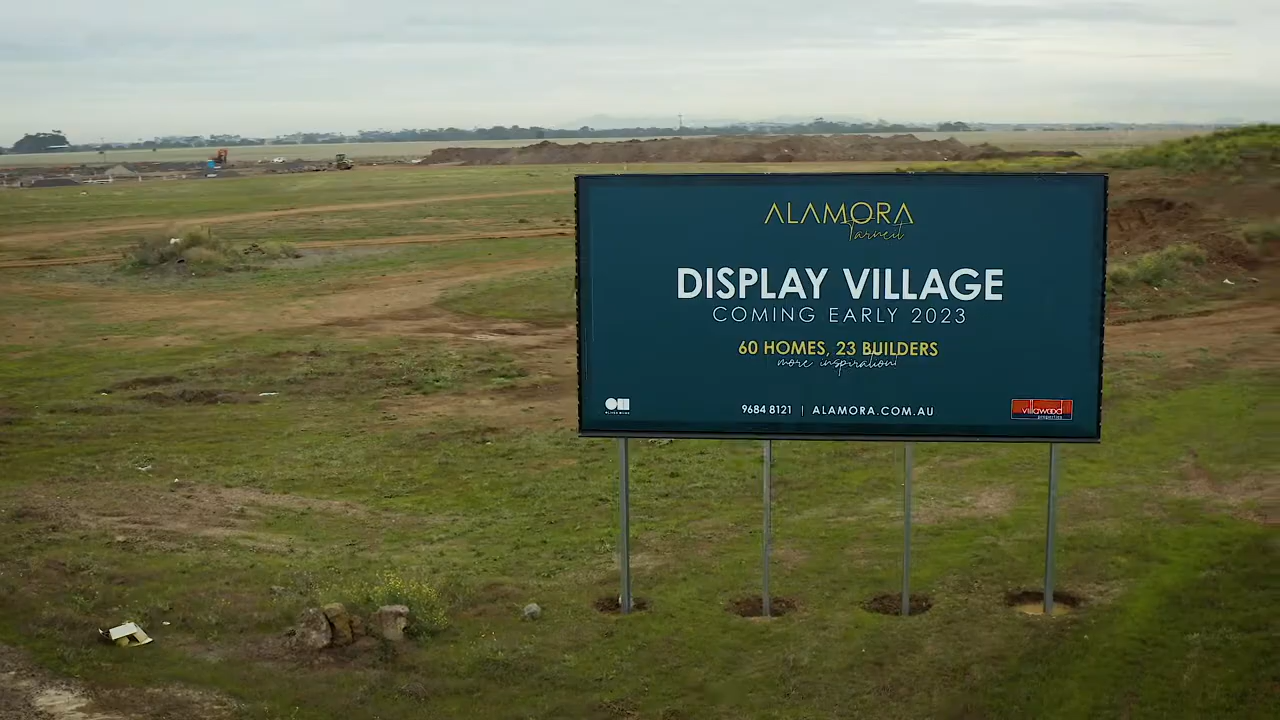 ALAMORA
Tarneit
DISPLAY VILLAGE
COMING EARLY 2023
60 HOMES, 23 BUILDERS
more inspiration!
9684 8121 | ALAMORA.COM.AU
villawood
properties